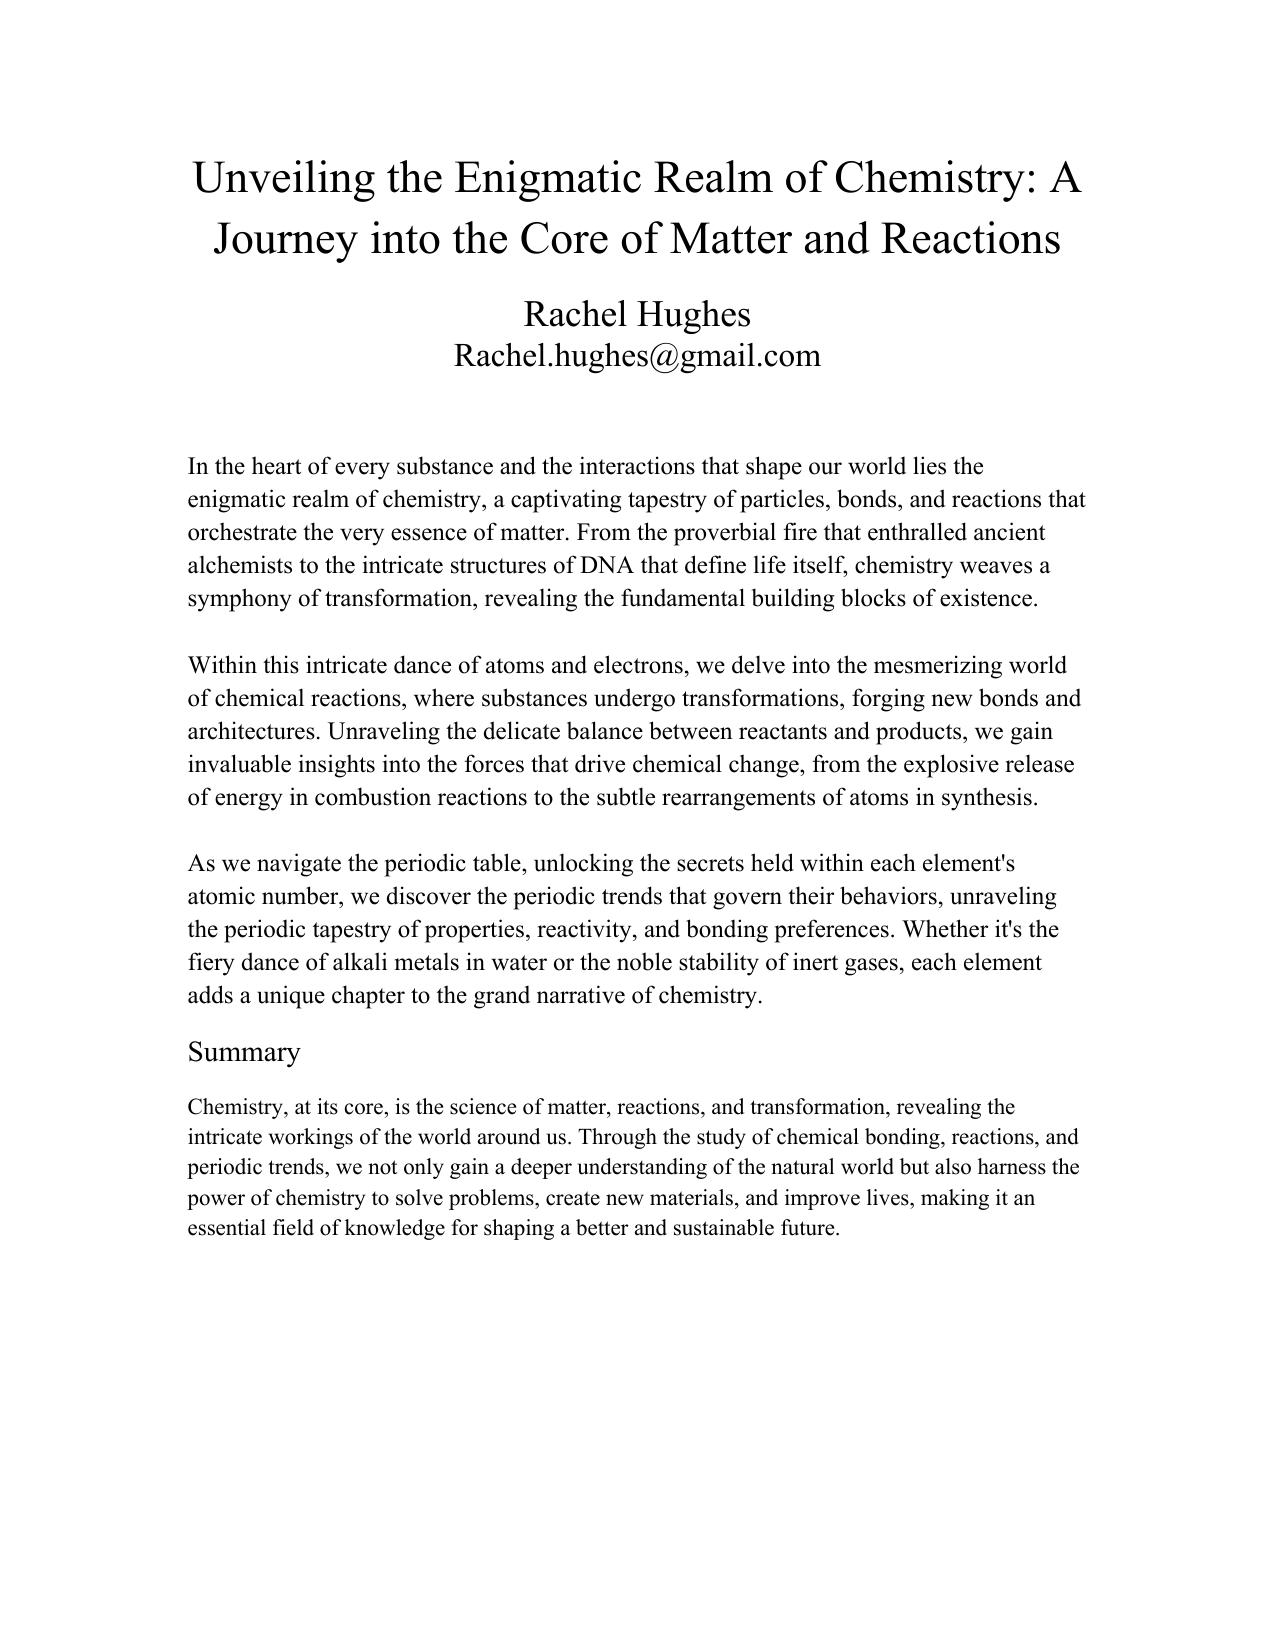 Unveiling the Enigmatic Realm of Chemistry: A
Journey into the Core of Matter and Reactions
Rachel Hughes
Rachel.hughes@gmail.com
In the heart of every substance and the interactions that shape our world lies the
enigmatic realm of chemistry, a captivating tapestry of particles, bonds, and reactions that
orchestrate the very essence of matter. From the proverbial fire that enthralled ancient
alchemists to the intricate structures of DNA that define life itself, chemistry weaves a
symphony of transformation, revealing the fundamental building blocks of existence.
Within this intricate dance of atoms and electrons, we delve into the mesmerizing world
of chemical reactions, where substances undergo transformations, forging new bonds and
architectures. Unraveling the delicate balance between reactants and products, we gain
invaluable insights into the forces that drive chemical change, from the explosive release
of energy in combustion reactions to the subtle rearrangements of atoms in synthesis.
As we navigate the periodic table, unlocking the secrets held within each element's
atomic number, we discover the periodic trends that govern their behaviors, unraveling
the periodic tapestry of properties, reactivity, and bonding preferences. Whether it's the
fiery dance of alkali metals in water or the noble stability of inert gases, each element
adds a unique chapter to the grand narrative of chemistry.
Summary
Chemistry, at its core, is the science of matter, reactions, and transformation, revealing the
intricate workings of the world around us. Through the study of chemical bonding, reactions, and
periodic trends, we not only gain a deeper understanding of the natural world but also harness the
power of chemistry to solve problems, create new materials, and improve lives, making it an
essential field of knowledge for shaping a better and sustainable future.